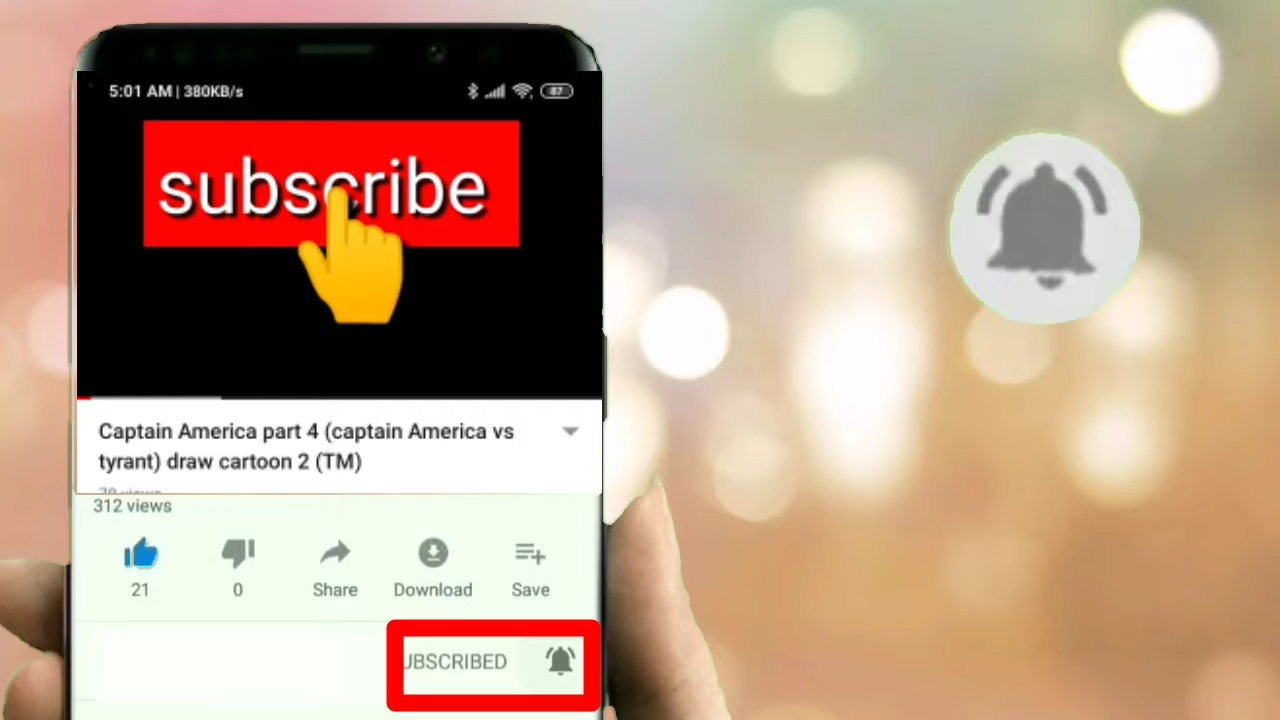 5:01 AM | 380KB/s
87
subscribe
Captain America part 4 (captain America vs
tyrant) draw cartoon 2 (TM)
312 views
21
0
Share
Download
Save
UBSCRIBED